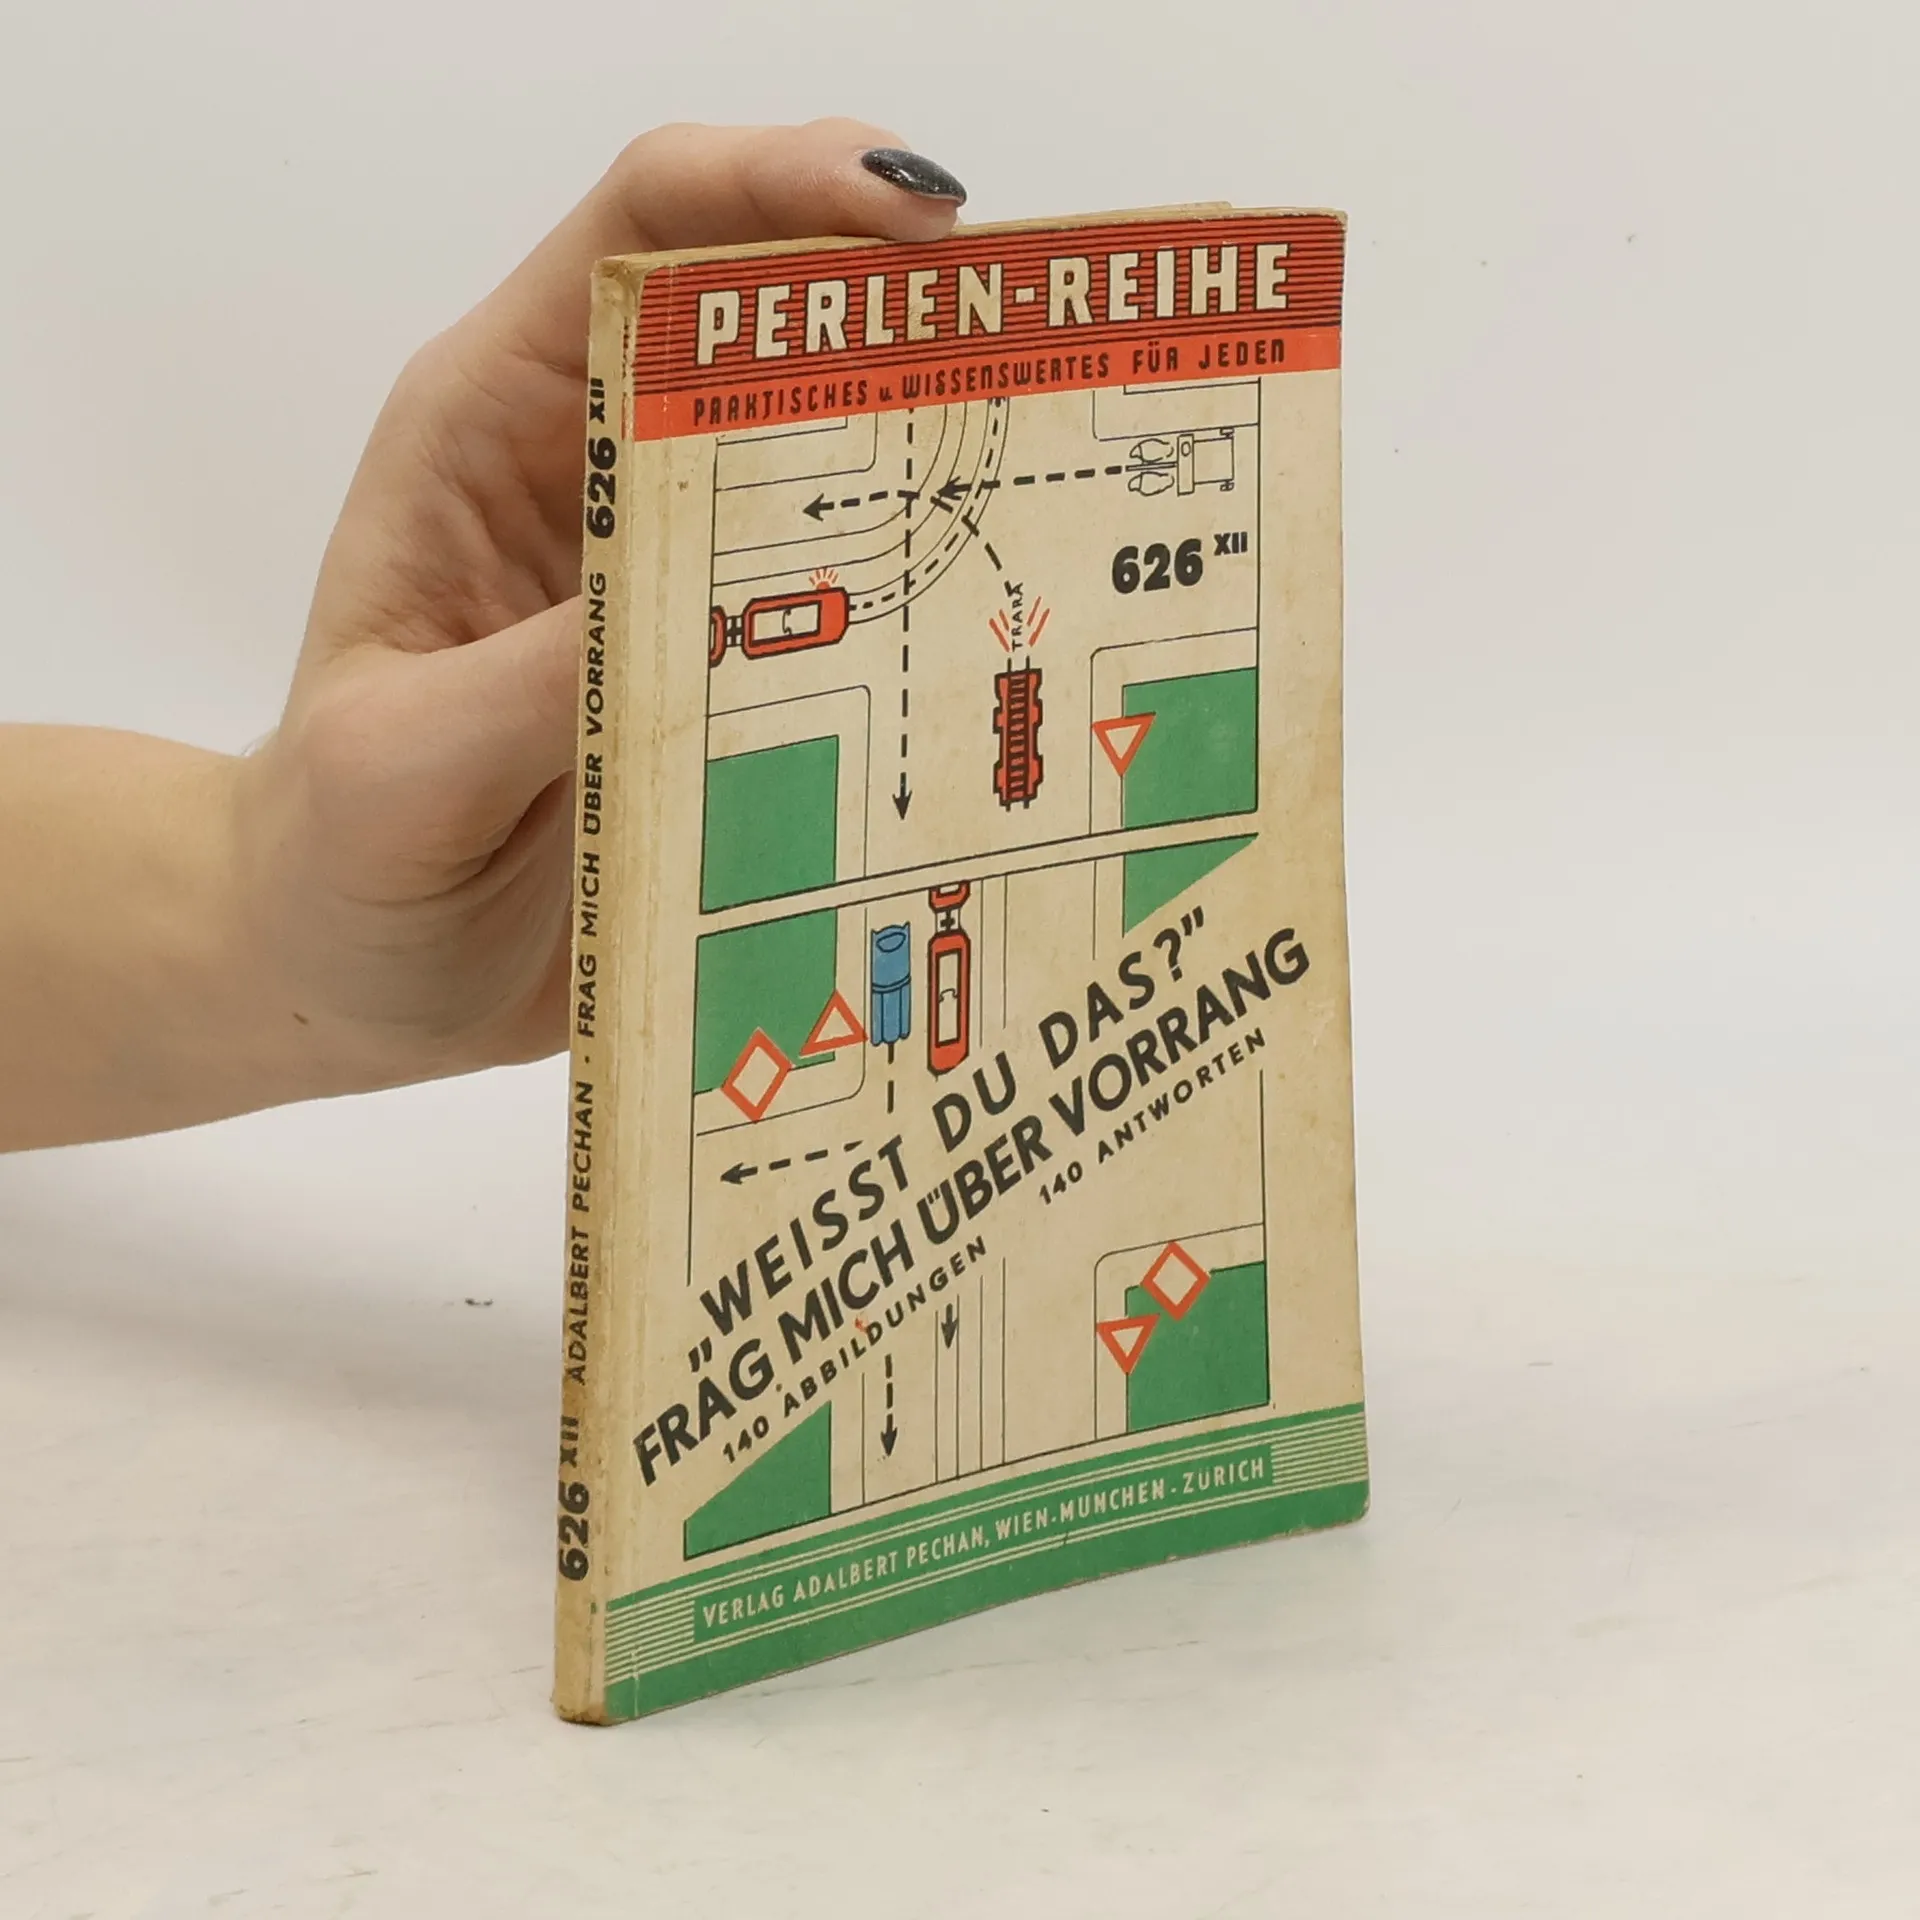 PERLEN-REIHE
PRAKTISCHES u. WISSENSWERTES FÜR JEDEN
626 XII
TRARA
„WEISST DU DAS?”
FRAG MICH ÜBER VORRANG
140 ABBILDUNGEN 140 ANTWORTEN
VERLAG ADALBERT PECHAN, WIEN-MÜNCHEN-ZÜRICH
626 XII ADALBERT PECHAN · FRAG MICH ÜBER VORRANG 626 XII